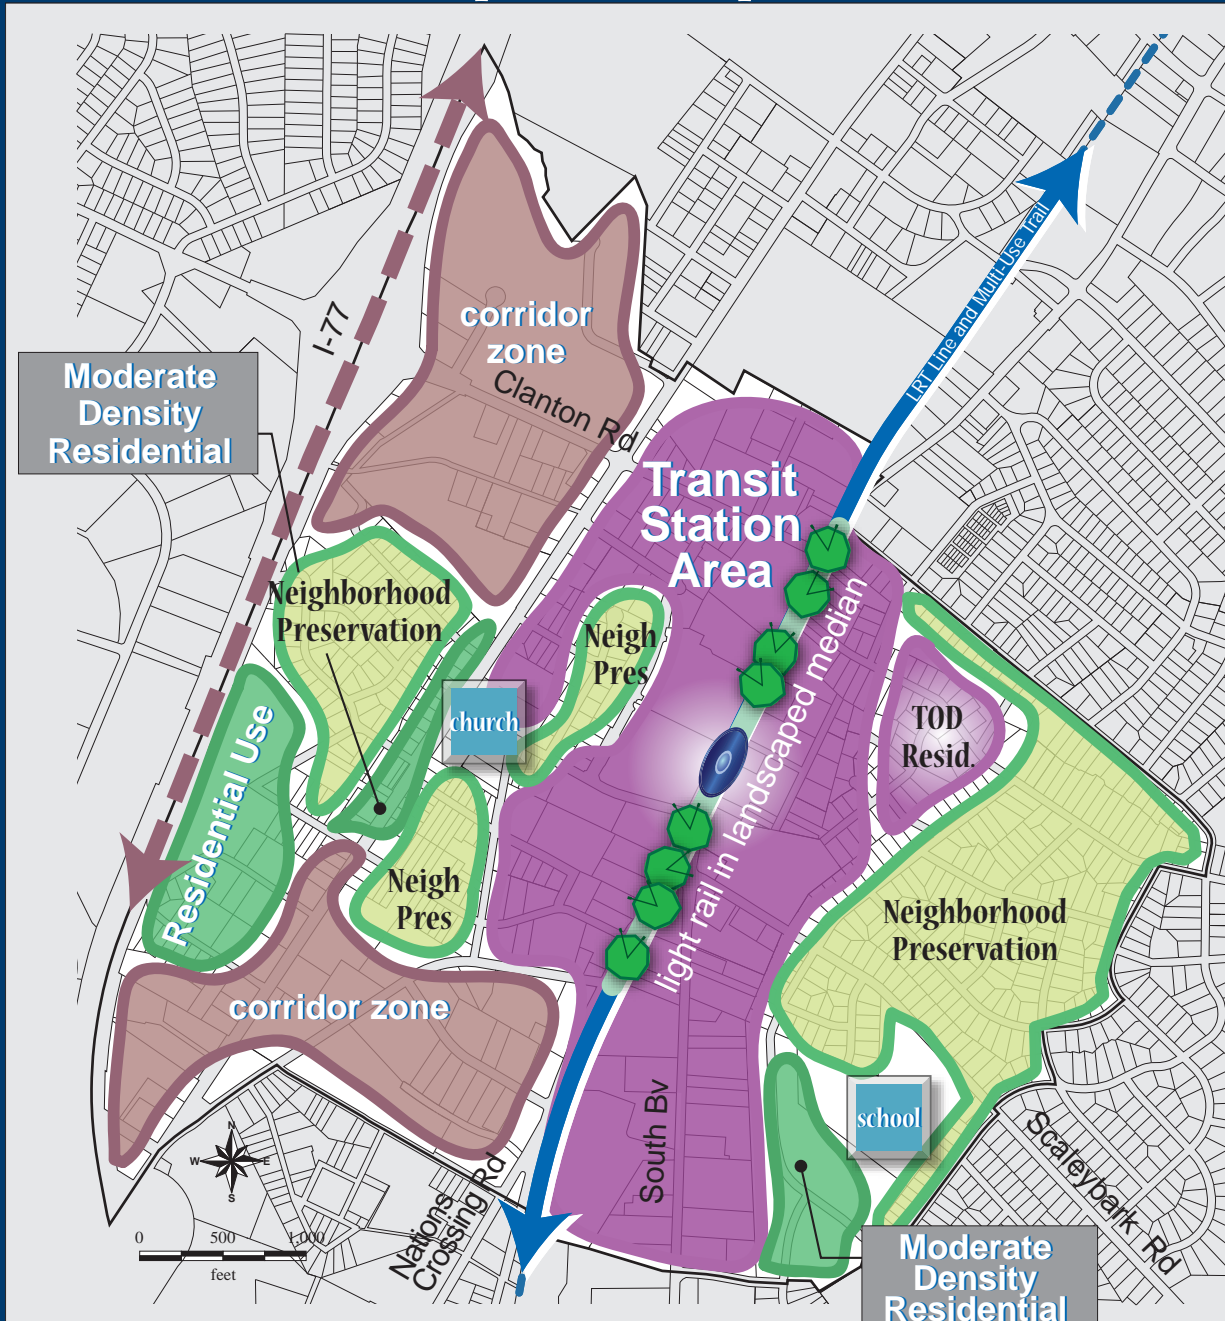 LRT Line and Multi-Use Trail
I-77
corridor
zone
Clanton Rd
Moderate
Density
Residential
Transit
Station
Area
Neighborhood
Preservation
Neigh
Pres
church
TOD
Resid.
light rail in landscaped median
Residential Use
Neigh
Pres
Neighborhood
Preservation
corridor zone
South Bv
school
Scaleybark Rd
N
W
E
S
Nations
Crossing Rd
0 500 1,000
feet
Moderate
Density
Residential